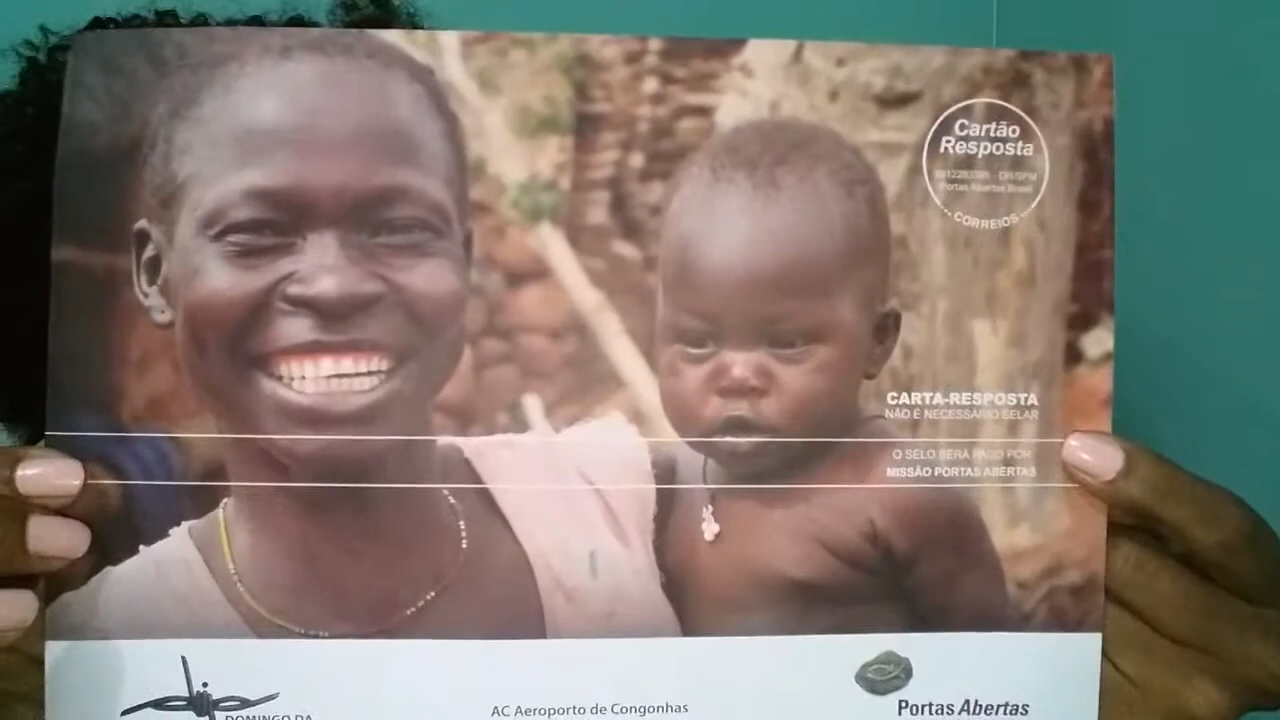 Cartão
Resposta
Portas Abertas Brasil
CORREIOS
CARTA-RESPOSTA
NÃO É NECESSÁRIO SELAR
O SELO SERÁ PAGO POR
MISSÃO PORTAS ABERTAS
DOMINGO DA
AC Aeroporto de Congonhas
Portas Abertas